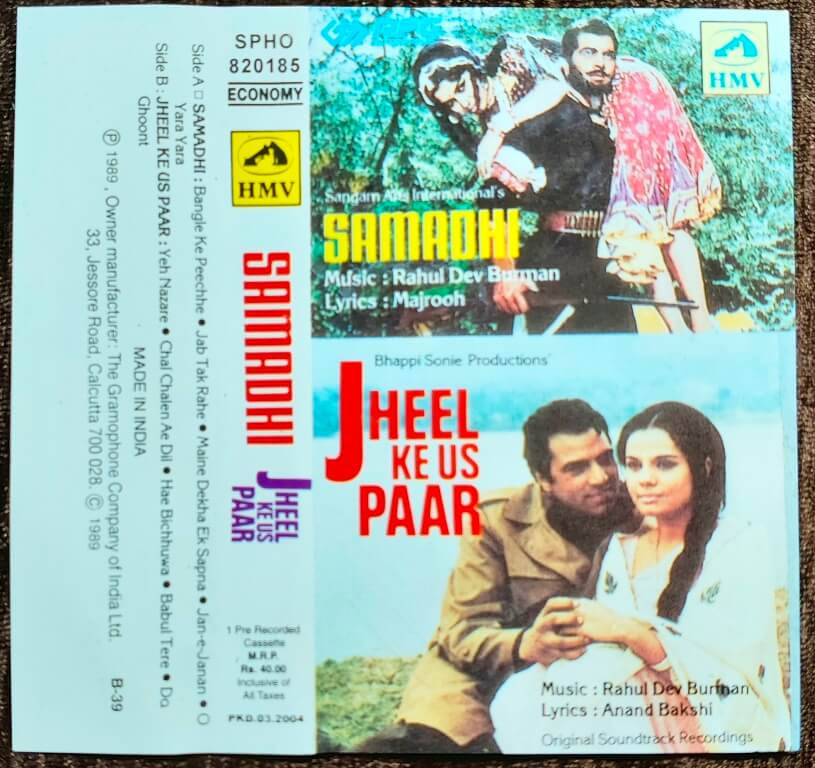 Side A □ SAMADHI : Bangle Ke Peechhe • Jab Tak Rahe • Maine Dekha Ek Sapna • Jan-e-Janan • O
Yara Yara
Side B : JHEEL KE US PAAR : Yeh Nazare • Chal Chalen Ae Dil • Hae Bichhuwa • Babul Tere • Do
Ghoont
MADE IN INDIA
℗ 1989 , Owner manufacturer: The Gramophone Company of India Ltd.
33, Jessore Road, Calcutta 700 028. © 1989
B-39
SPHO
820185
ECONOMY
HMV
SAMADHI
JHEEL
KE US
PAAR
1 Pre Recorded
Cassette
M.R.P.
Rs. 40.00
Inclusive of
All Taxes
PKD.03.2004
HMV
Sangam Arts International's
SAMADHI
Music : Rahul Dev Burman
Lyrics : Majrooh
Bhappi Sonie Productions'
JHEEL
KE US
PAAR
Music : Rahul Dev Burman
Lyrics : Anand Bakshi
Original Soundtrack Recordings